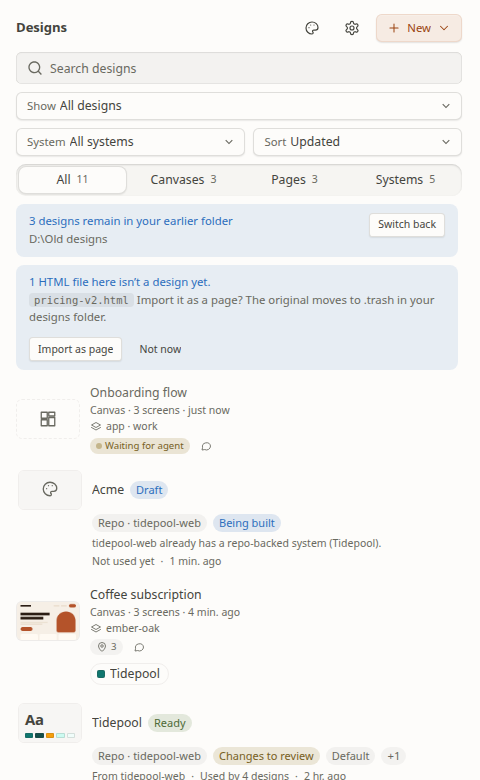 Designs
New
Search designs
Show All designs
System All systems
Sort Updated
All 11
Canvases 3
Pages 3
Systems 5
3 designs remain in your earlier folder
Switch back
D:\Old designs
1 HTML file here isn't a design yet.
pricing-v2.html Import it as a page? The original moves to .trash in your
designs folder.
Import as page
Not now
Onboarding flow
Canvas · 3 screens · just now
app · work
Waiting for agent
Acme Draft
Repo · tidepool-web Being built
tidepool-web already has a repo-backed system (Tidepool).
Not used yet · 1 min. ago
Coffee subscription
Canvas · 3 screens · 4 min. ago
ember-oak
3
Tidepool
Aa
Tidepool Ready
Repo · tidepool-web Changes to review Default +1
From tidepool-web · Used by 4 designs · 2 hr. ago